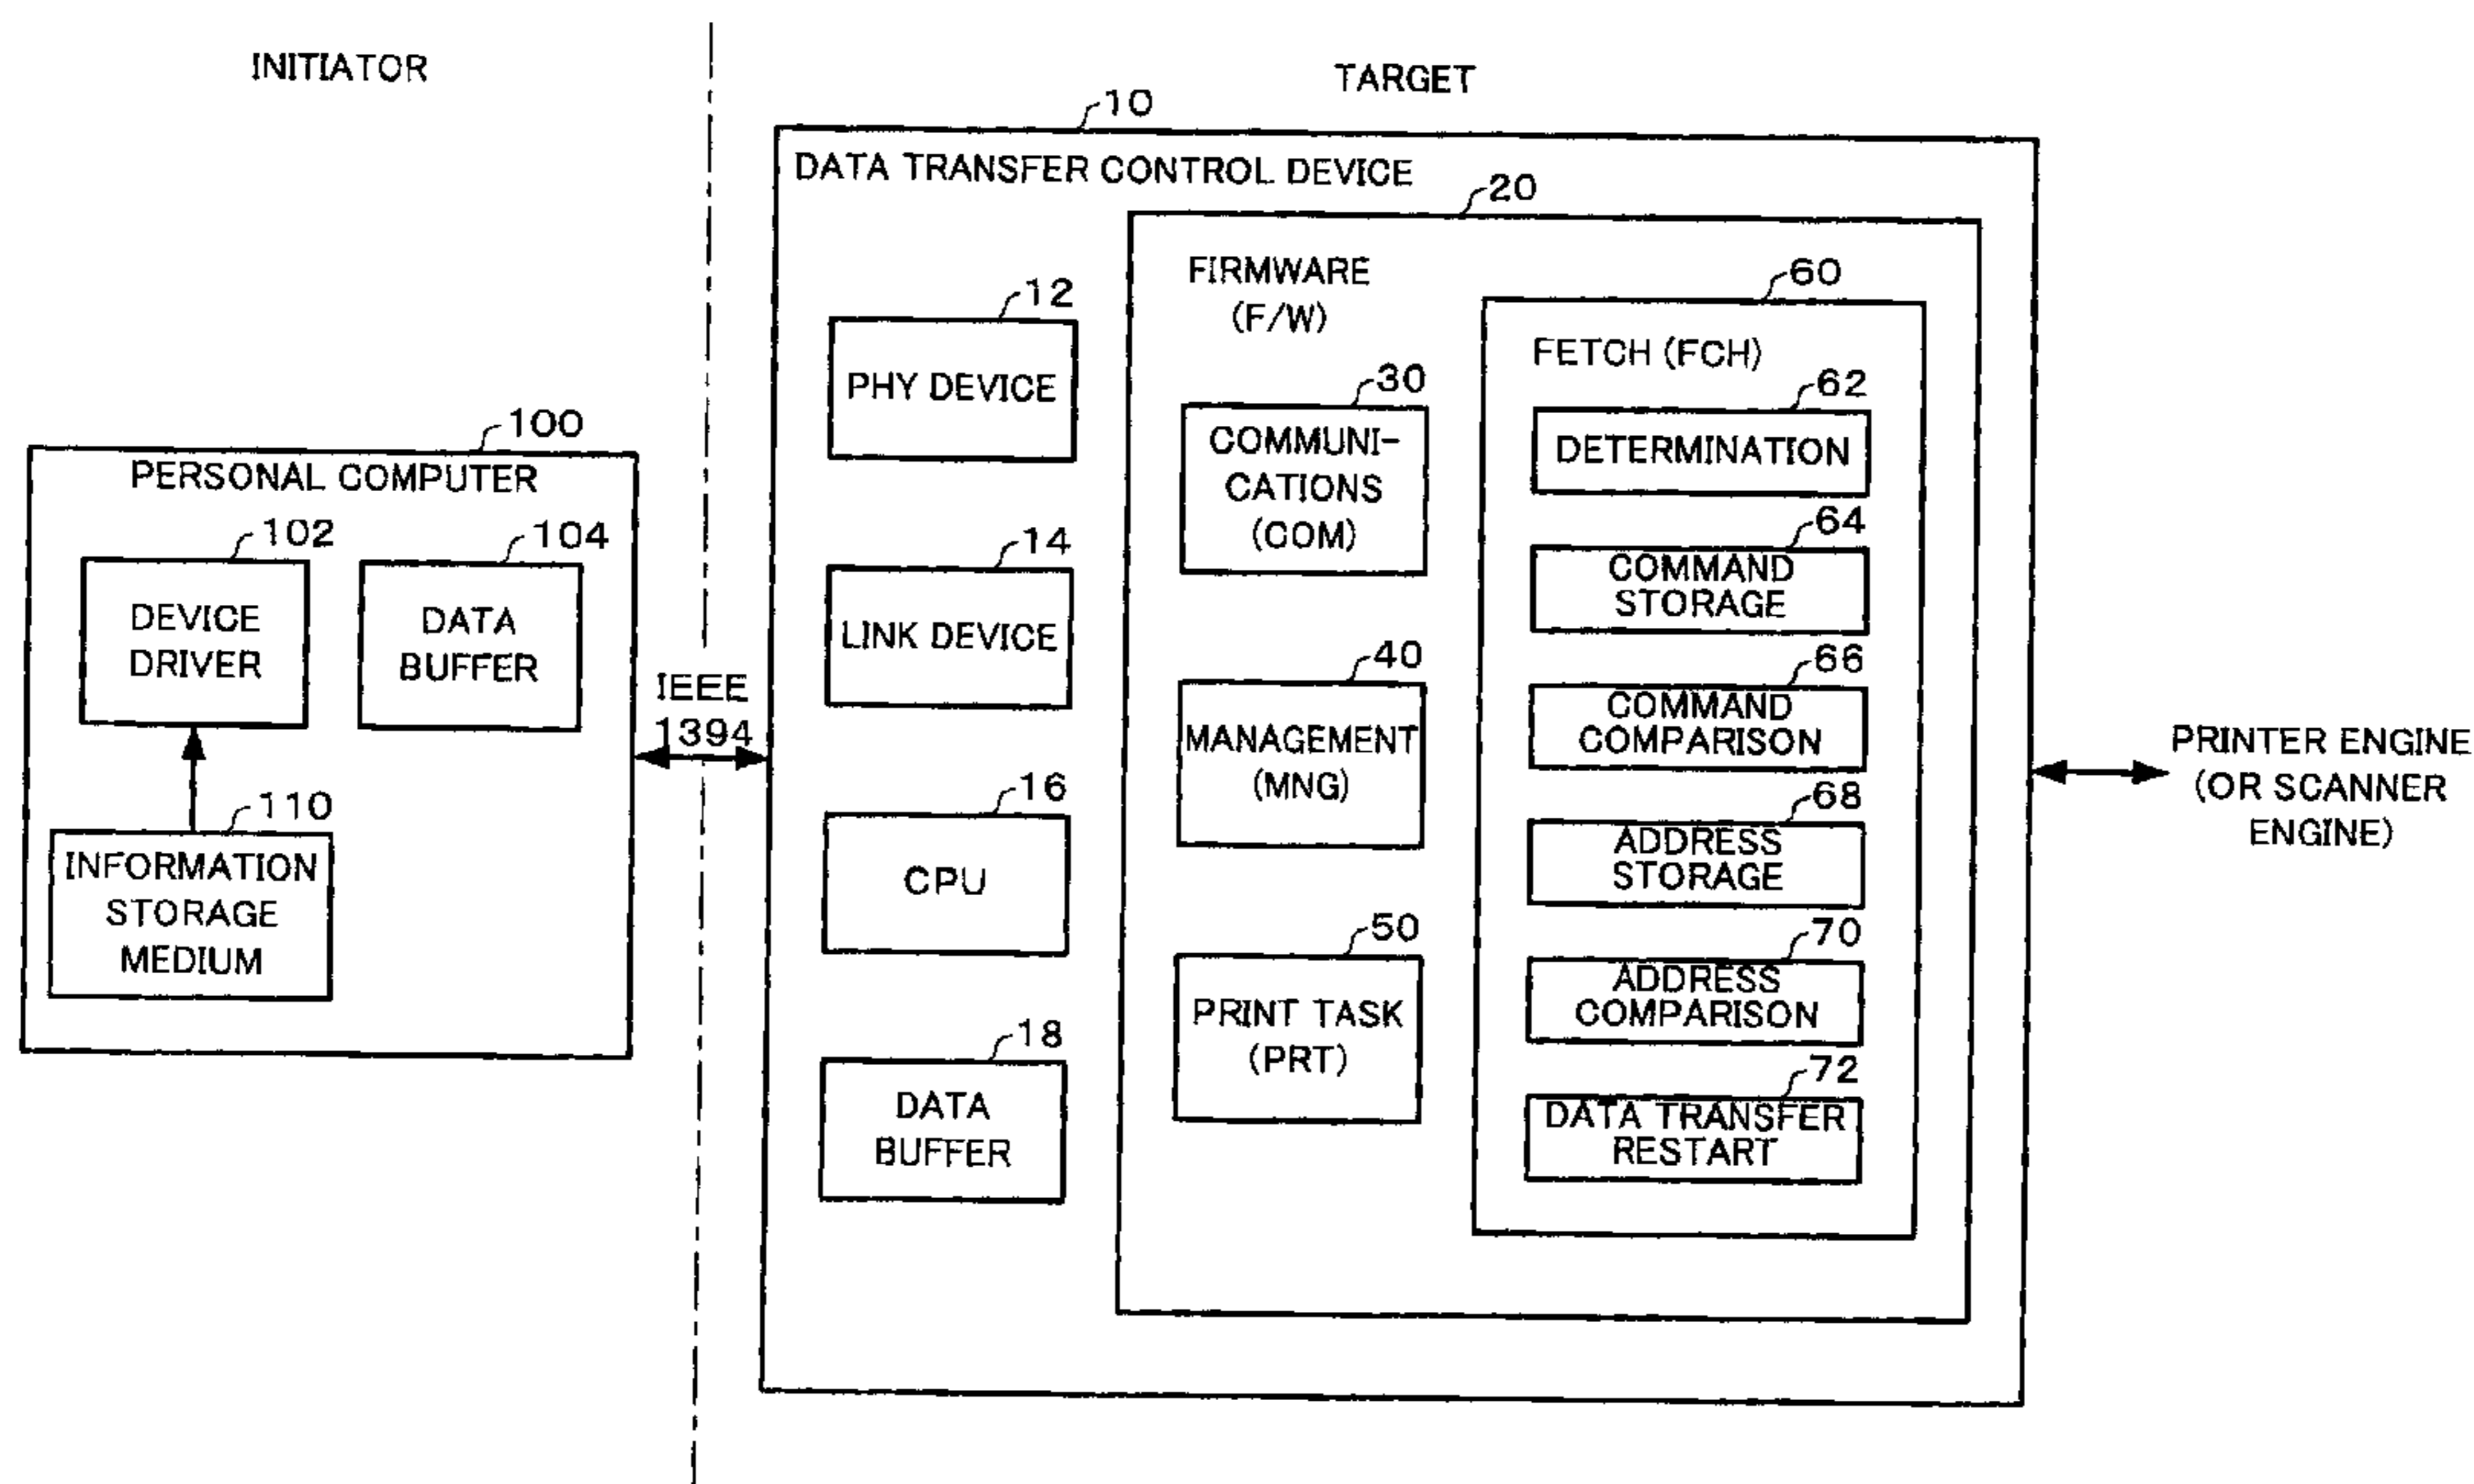 INITIATOR
TARGET
10
DATA TRANSFER CONTROL DEVICE
20
FIRMWARE
(F/W)
60
FETCH (FCH)
12
PHY DEVICE
30
COMMUNI-
CATIONS
(COM)
62
DETERMINATION
100
PERSONAL COMPUTER
102
DEVICE
DRIVER
104
DATA
BUFFER
14
LINK DEVICE
64
COMMAND
STORAGE
IEEE
1394
40
MANAGEMENT
(MNG)
66
COMMAND
COMPARISON
PRINTER ENGINE
(OR SCANNER
ENGINE)
110
INFORMATION
STORAGE
MEDIUM
16
CPU
68
ADDRESS
STORAGE
50
PRINT TASK
(PRT)
70
ADDRESS
COMPARISON
18
DATA
BUFFER
72
DATA TRANSFER
RESTART